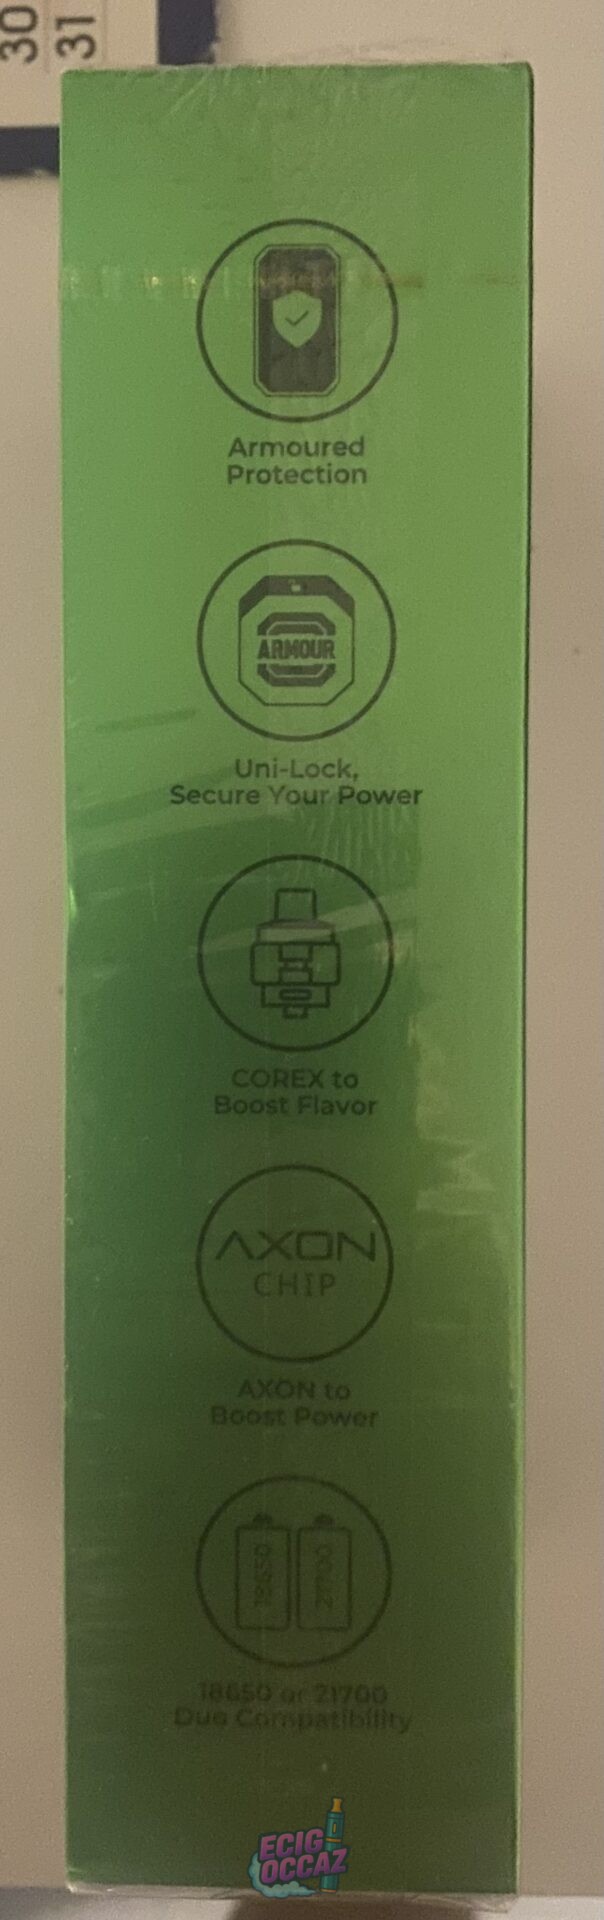 30
31
Armoured
Protection
ARMOUR
Uni-Lock,
Secure Your Power
COREX to
Boost Flavor
AXON
CHIP
AXON to
Boost Power
18650
21700
18650 or 21700
Duo Compatibility
ECIG
OCCAZ